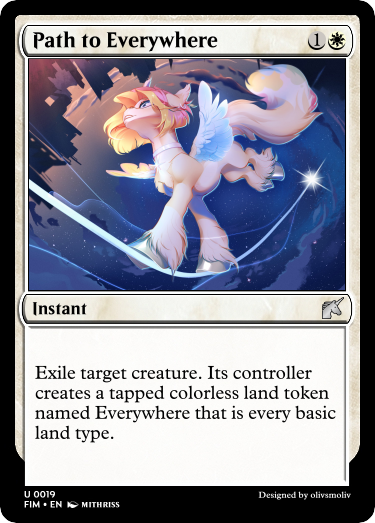 Path to Everywhere 1
Instant
Exile target creature. Its controller
creates a tapped colorless land token
named Everywhere that is every basic
land type.
U 0019
FIM • EN MITHRISS
Designed by olivsmoliv